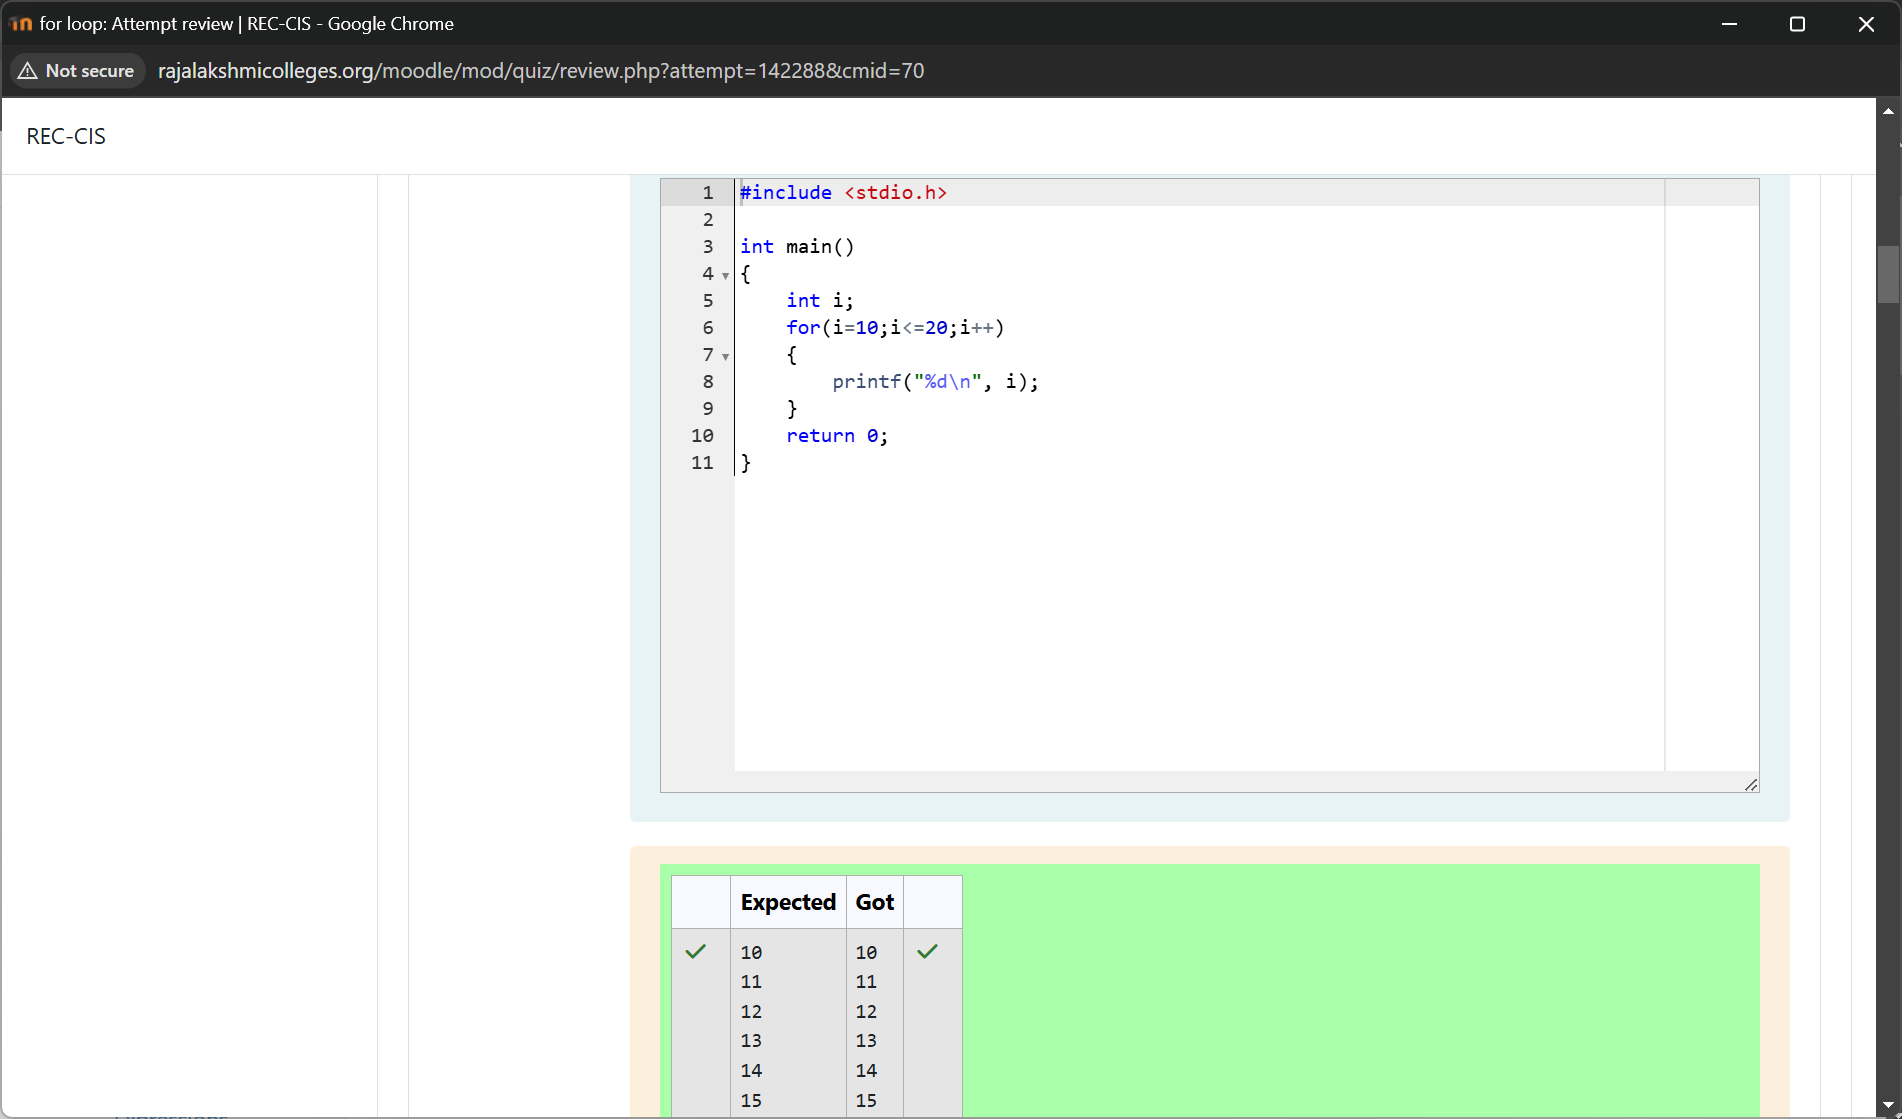 for loop: Attempt review | REC-CIS - Google Chrome
Not secure rajalakshmicolleges.org/moodle/mod/quiz/review.php?attempt=142288&cmid=70
REC-CIS
1 #include <stdio.h>
2
3 int main()
4 {
5     int i;
6     for(i=10;i<=20;i++)
7     {
8         printf("%d\n", i);
9     }
10     return 0;
11 }
Expected Got
10 10
11 11
12 12
13 13
14 14
15 15